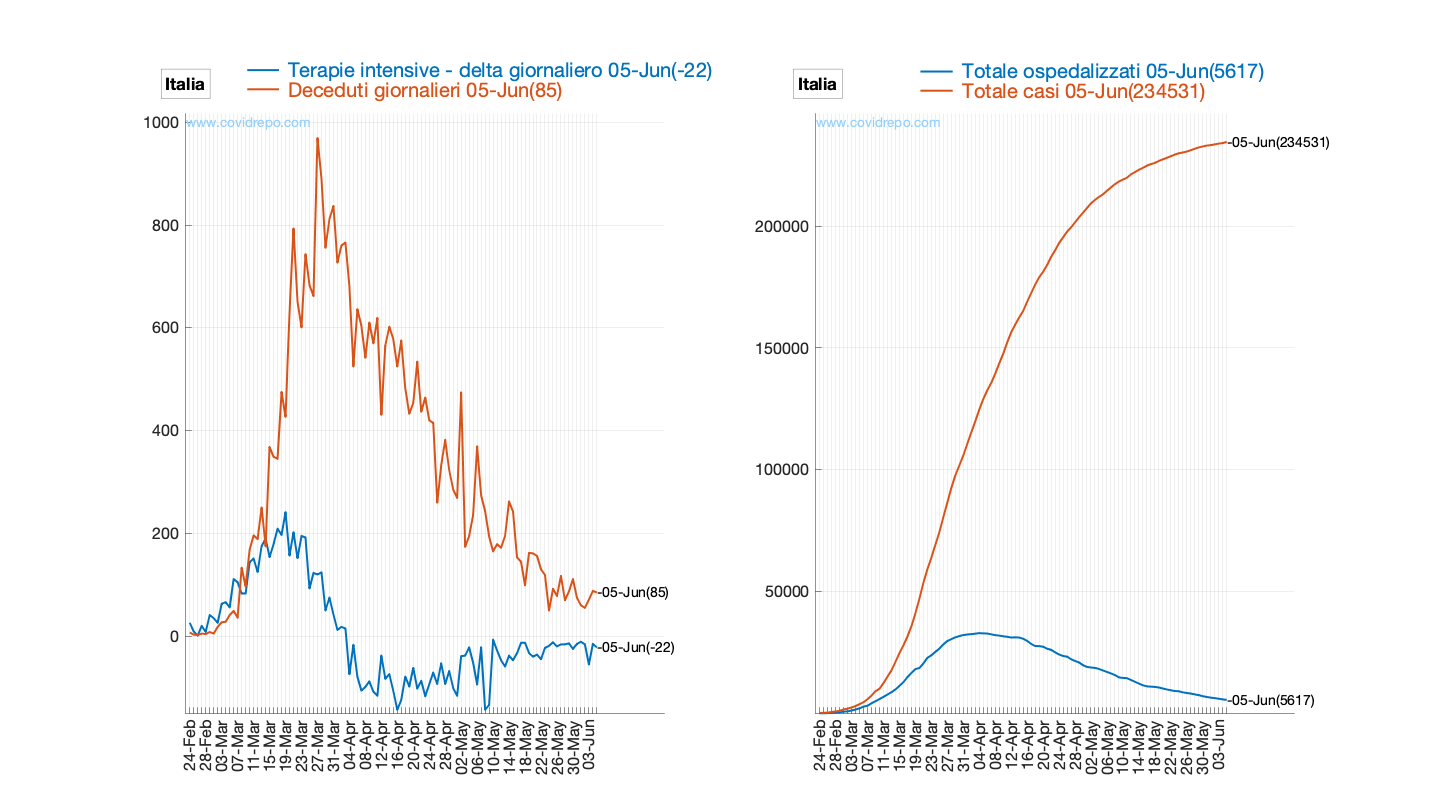 Italia
Terapie intensive - delta giornaliero 05-Jun(-22)
Deceduti giornalieri 05-Jun(85)
www.covidrepo.com
1000
800
600
400
200
0
-05-Jun(85)
-05-Jun(-22)
24-Feb
28-Feb
03-Mar
07-Mar
11-Mar
15-Mar
19-Mar
23-Mar
27-Mar
31-Mar
04-Apr
08-Apr
12-Apr
16-Apr
20-Apr
24-Apr
28-Apr
02-May
06-May
10-May
14-May
18-May
22-May
26-May
30-May
03-Jun
Italia
Totale ospedalizzati 05-Jun(5617)
Totale casi 05-Jun(234531)
www.covidrepo.com
200000
150000
100000
50000
-05-Jun(234531)
-05-Jun(5617)
24-Feb
28-Feb
03-Mar
07-Mar
11-Mar
15-Mar
19-Mar
23-Mar
27-Mar
31-Mar
04-Apr
08-Apr
12-Apr
16-Apr
20-Apr
24-Apr
28-Apr
02-May
06-May
10-May
14-May
18-May
22-May
26-May
30-May
03-Jun